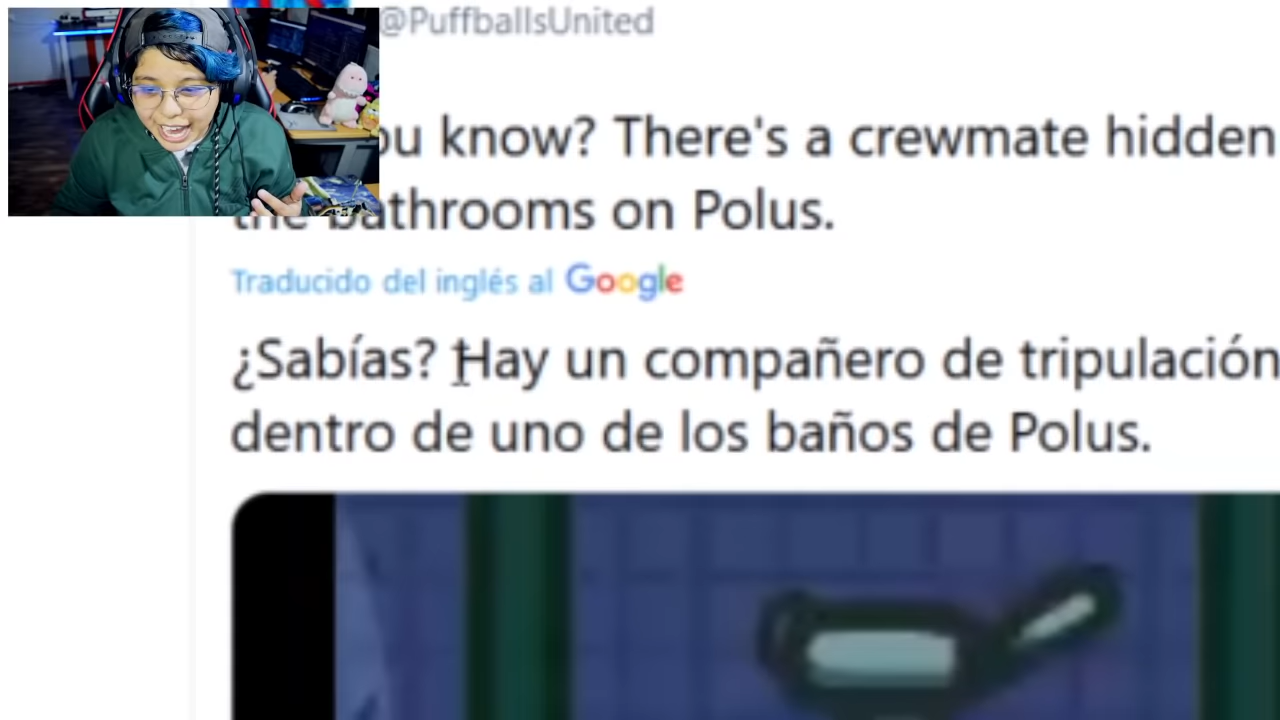 @PuffballsUnited
know? There's a crewmate hidden
bathrooms on Polus.
Traducido del inglés al Google
¿Sabías? Hay un compañero de tripulación
dentro de uno de los baños de Polus.